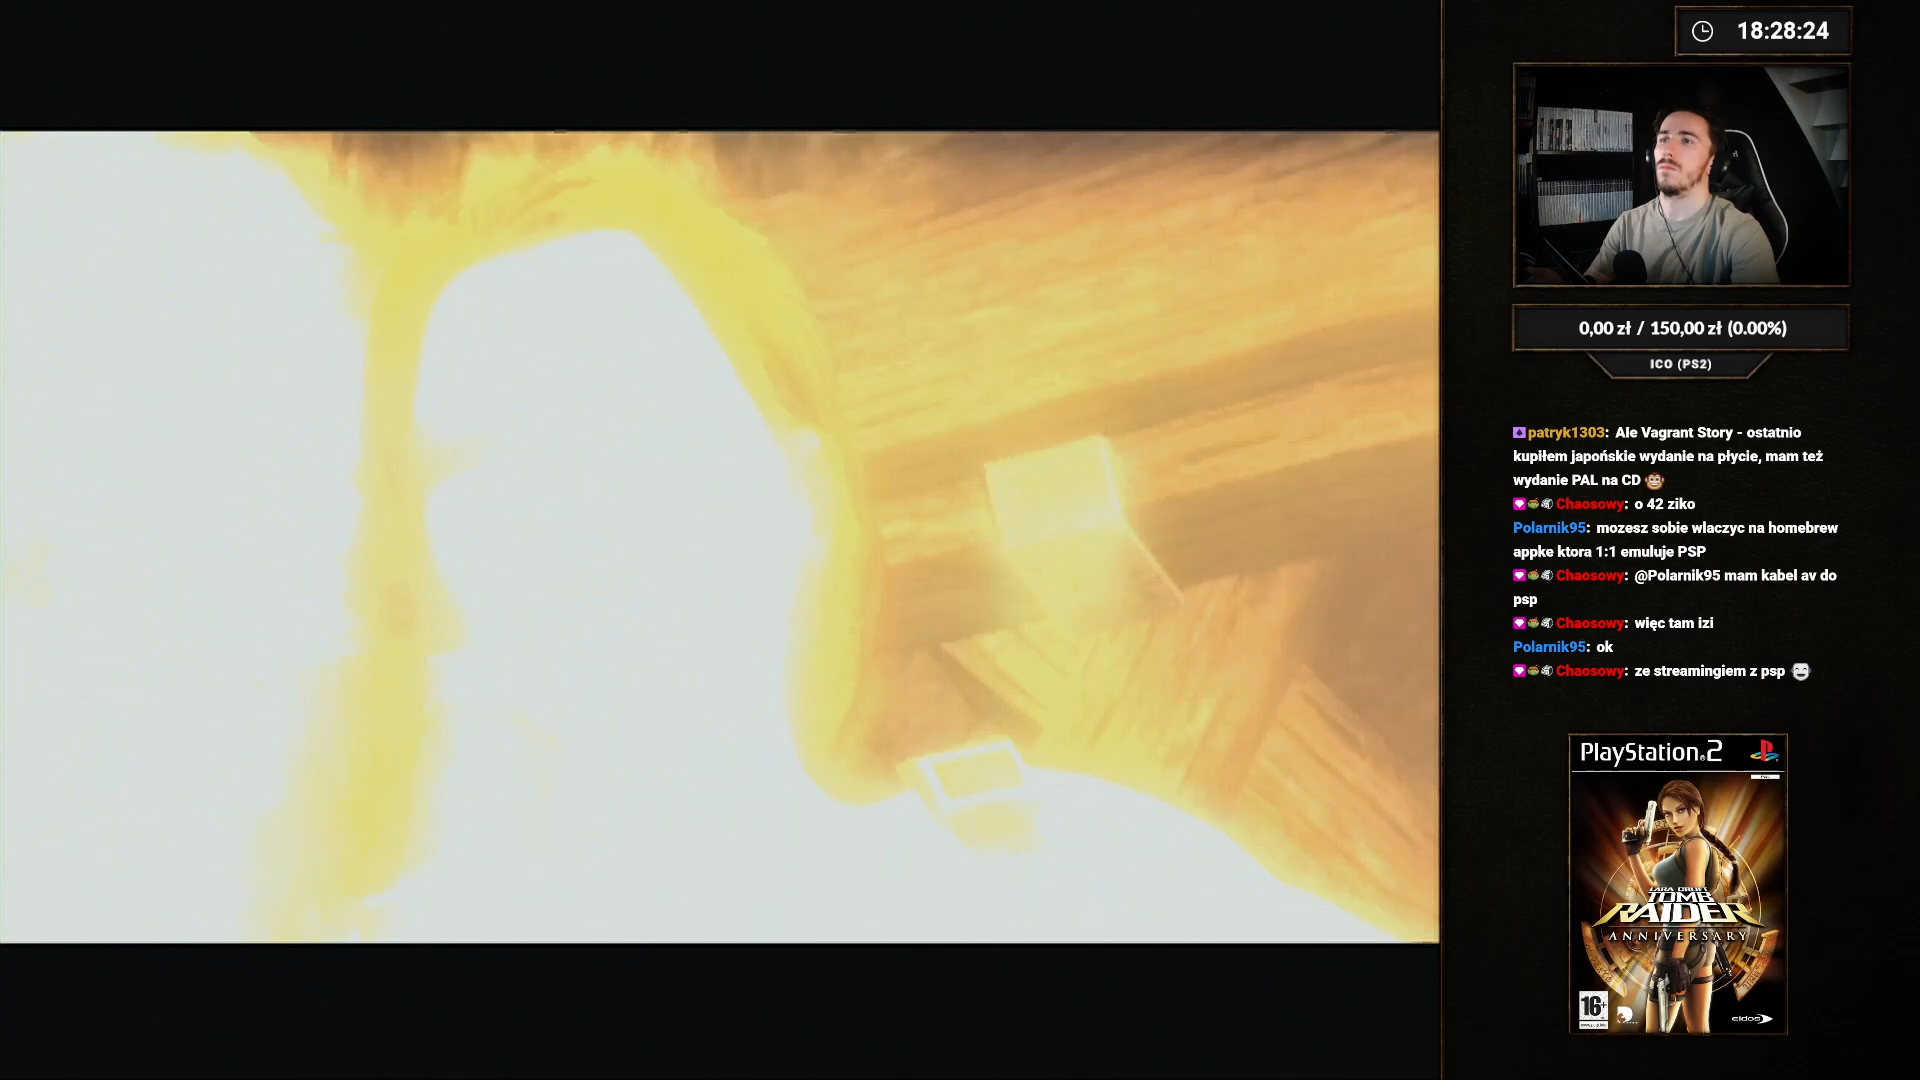 18:28:24
0,00 zł / 150,00 zł (0.00%)
ICO (PS2)
patryk1303: Ale Vagrant Story - ostatnio
kupiłem japońskie wydanie na płycie, mam też
wydanie PAL na CD
Chaosowy: o 42 ziko
Polarnik95: mozesz sobie wlaczyc na homebrew
appke ktora 1:1 emuluje PSP
Chaosowy: @Polarnik95 mam kabel av do
psp
Chaosowy: więc tam izi
Polarnik95: ok
Chaosowy: ze streamingiem z psp
PlayStation.2
LARA CROFT
TOMB
RAIDER
ANNIVERSARY
16+
eidos